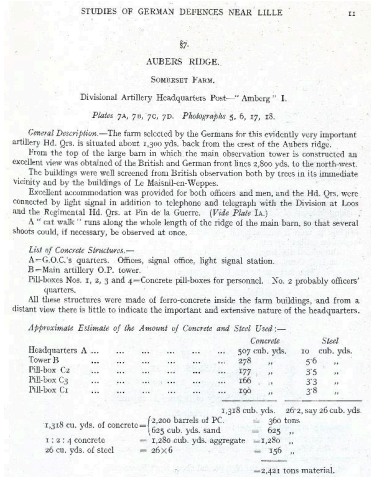 STUDIES OF GERMAN DEFENCES NEAR LILLE 11
§7.
AUBERS RIDGE.
SOMERSET FARM.
Divisional Artillery Headquarters Post—"Amberg" I.
Plates 7A, 7B, 7C, 7D. Photographs 5, 6, 17, 18.
General Description.—The farm selected by the Germans for this evidently very important
artillery Hd. Qrs. is situated about 1,300 yds. back from the crest of the Aubers ridge.
From the top of the large barn in which the main observation tower is constructed an
excellent view was obtained of the British and German front lines 2,800 yds. to the north-west.
The buildings were well screened from British observation both by trees in its immediate
vicinity and by the buildings of Le Maisnil-en-Weppes.
Excellent accommodation was provided for both officers and men, and the Hd. Qrs. were
connected by light signal in addition to telephone and telegraph with the Division at Loos
and the Regimental Hd. Qrs. at Fin de la Guerre. (Vide Plate 1A.)
A "cat walk" runs along the whole length of the ridge of the main barn, so that several
shoots could, if necessary, be observed at once.
List of Concrete Structures.—
A=G.O.C.'s quarters. Offices, signal office, light signal station.
B=Main artillery O.P. tower.
Pill-boxes Nos. 1, 2, 3 and 4=Concrete pill-boxes for personnel. No. 2 probably officers'
quarters.
All these structures were made of ferro-concrete inside the farm buildings, and from a
distant view there is little to indicate the important and extensive nature of the headquarters.
Approximate Estimate of the Amount of Concrete and Steel Used:—
Concrete Steel
Headquarters A ... ... ... ... ... ... 507 cub. yds. 10 cub. yds.
Tower B ... ... ... ... ... ... 278 ,, 5·6 ,,
Pill-box C2 ... ... ... ... ... 177 ,, 3·5 ,,
Pill-box C3 ... ... ... ... ... 166 ,, 3·3 ,,
Pill-box C1 ... ... ... ... ... 190 ,, 3·8 ,,
1,318 cub. yds. 26·2, say 26 cub. yds.
1,318 cu. yds. of concrete= {2,200 barrels of PC. = 360 tons
{625 cub. yds. sand = 625 ,,
1 : 2 : 4 concrete = 1,280 cub. yds. aggregate =1,280 ,,
26 cu. yds. of steel = 26×6 = 156 ,,
=2,421 tons material.